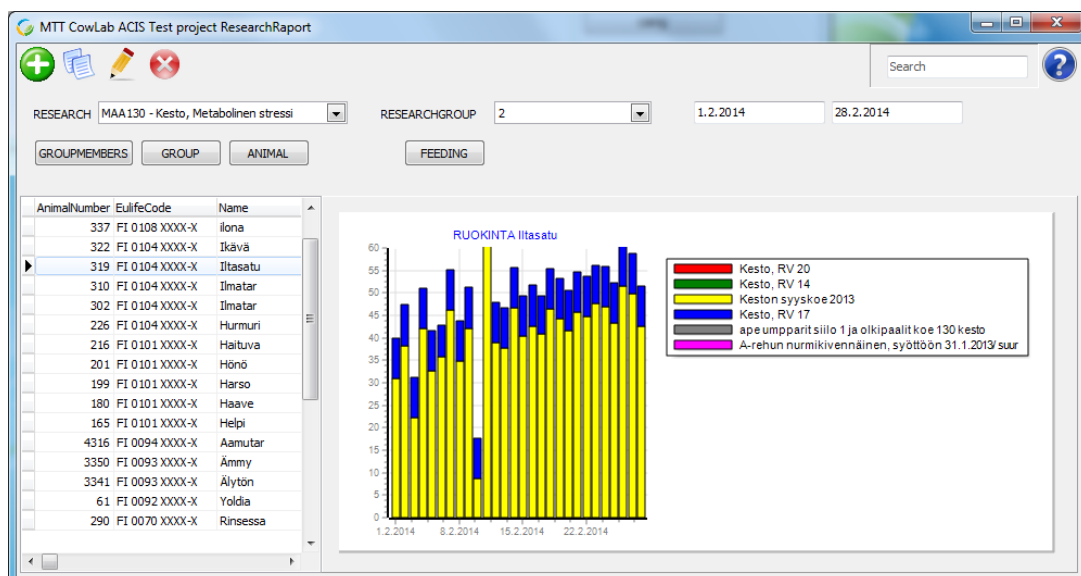 MTT CowLab ACIS Test project ResearchRaport
Search
RESEARCH MAA130 - Kesto, Metabolinen stressi RESEARCHGROUP 2 1.2.2014 28.2.2014
GROUPMEMBERS GROUP ANIMAL FEEDING
AnimalNumber EulifeCode Name
337 FI 0108 XXXX-X ilona
322 FI 0104 XXXX-X Ikävä
319 FI 0104 XXXX-X Iltasatu
310 FI 0104 XXXX-X Ilmatar
302 FI 0104 XXXX-X Ilmatar
226 FI 0104 XXXX-X Hurmuri
216 FI 0101 XXXX-X Haituva
201 FI 0101 XXXX-X Hönö
199 FI 0101 XXXX-X Harso
180 FI 0101 XXXX-X Haave
165 FI 0101 XXXX-X Helpi
4316 FI 0094 XXXX-X Aamutar
3350 FI 0093 XXXX-X Ämmy
3341 FI 0093 XXXX-X Älytön
61 FI 0092 XXXX-X Yoldia
290 FI 0070 XXXX-X Rinsessa
RUOKINTA Iltasatu
60
55
50
45
40
35
30
25
20
15
10
5
0
1.2.2014 8.2.2014 15.2.2014 22.2.2014
Kesto, RV 20
Kesto, RV 14
Keston syyskoe 2013
Kesto, RV 17
ape umpparit siilo 1 ja olkipaalit koe 130 kesto
A-rehun nurmikivennäinen, syöttöön 31.1.2013/ suur